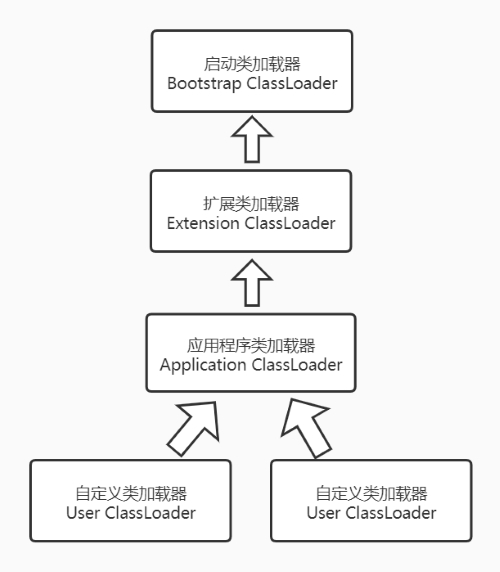 启动类加载器
Bootstrap ClassLoader
扩展类加载器
Extension ClassLoader
应用程序类加载器
Application ClassLoader
自定义类加载器
User ClassLoader
自定义类加载器
User ClassLoader